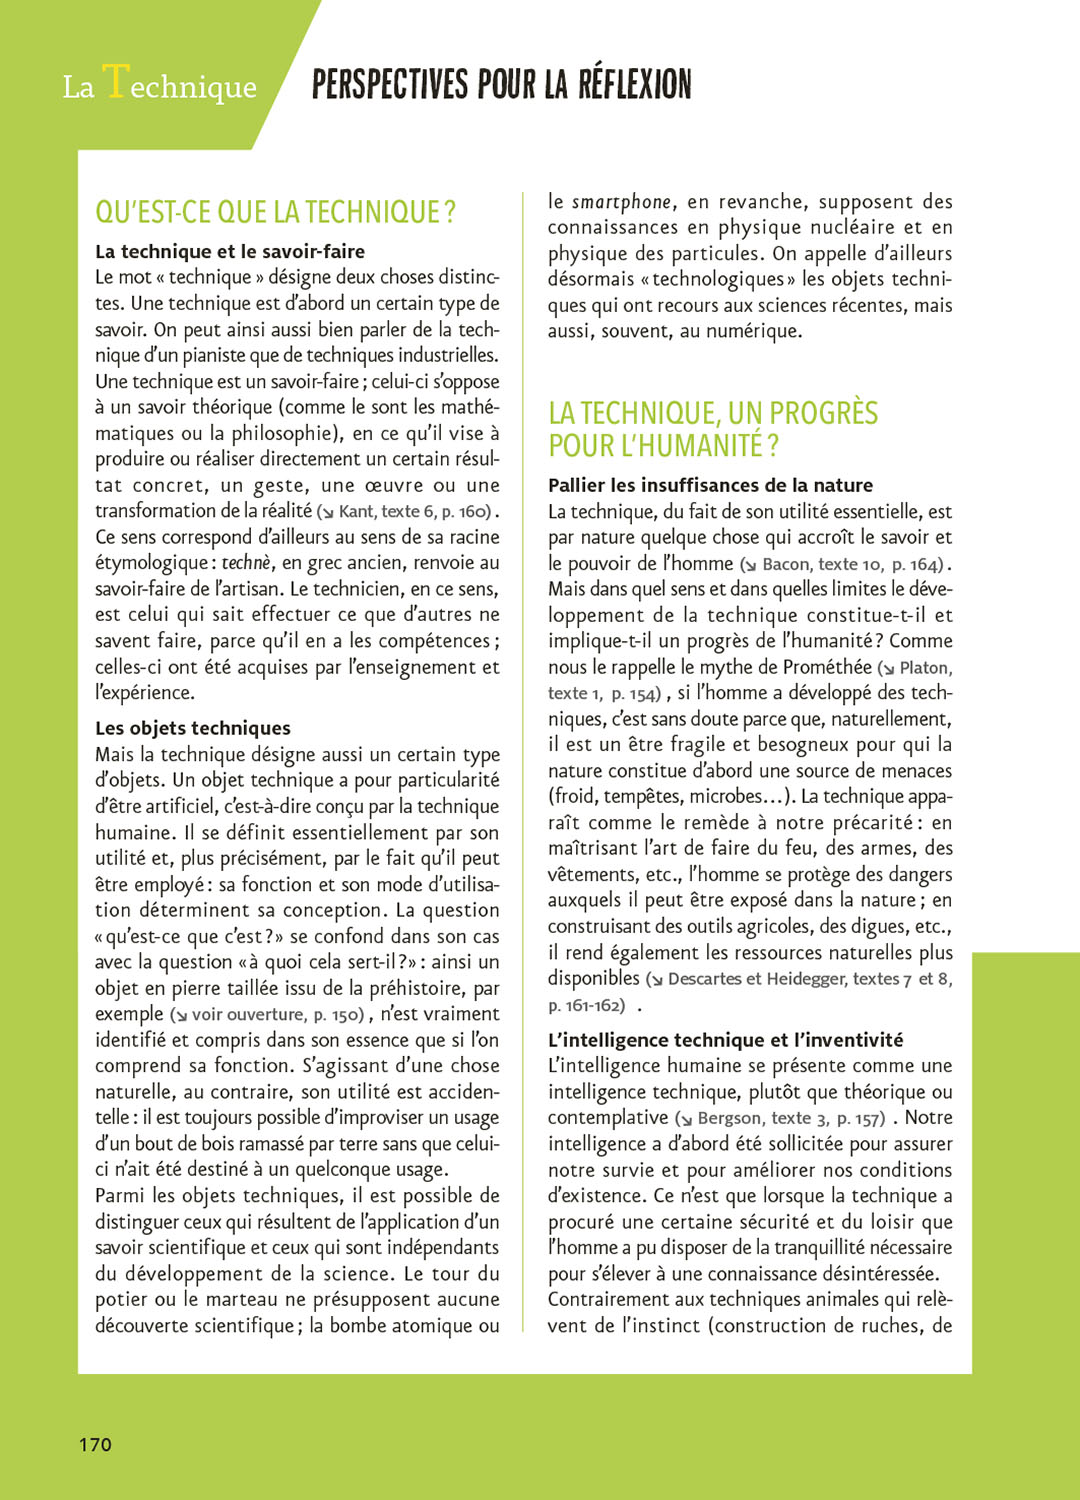 La Technique
PERSPECTIVES POUR LA RÉFLEXION
QU’EST-CE QUE LA TECHNIQUE ?
La technique et le savoir-faire
Le mot « technique » désigne deux choses distinc-
tes. Une technique est d’abord un certain type de
savoir. On peut ainsi aussi bien parler de la tech-
nique d’un pianiste que de techniques industrielles.
Une technique est un savoir-faire ; celui-ci s’oppose
à un savoir théorique (comme le sont les mathé-
matiques ou la philosophie), en ce qu’il vise à
produire ou réaliser directement un certain résul-
tat concret, un geste, une œuvre ou une
transformation de la réalité (↘ Kant, texte 6, p. 160) .
Ce sens correspond d’ailleurs au sens de sa racine
étymologique : technè, en grec ancien, renvoie au
savoir-faire de l’artisan. Le technicien, en ce sens,
est celui qui sait effectuer ce que d’autres ne
savent faire, parce qu’il en a les compétences ;
celles-ci ont été acquises par l’enseignement et
l’expérience.
Les objets techniques
Mais la technique désigne aussi un certain type
d’objets. Un objet technique a pour particularité
d’être artificiel, c’est-à-dire conçu par la technique
humaine. Il se définit essentiellement par son
utilité et, plus précisément, par le fait qu’il peut
être employé : sa fonction et son mode d’utilisa-
tion déterminent sa conception. La question
« qu’est-ce que c’est ? » se confond dans son cas
avec la question « à quoi cela sert-il ? » : ainsi un
objet en pierre taillée issu de la préhistoire, par
exemple (↘ voir ouverture, p. 150) , n’est vraiment
identifié et compris dans son essence que si l’on
comprend sa fonction. S’agissant d’une chose
naturelle, au contraire, son utilité est acciden-
telle : il est toujours possible d’improviser un usage
d’un bout de bois ramassé par terre sans que celui-
ci n’ait été destiné à un quelconque usage.
Parmi les objets techniques, il est possible de
distinguer ceux qui résultent de l’application d’un
savoir scientifique et ceux qui sont indépendants
du développement de la science. Le tour du
potier ou le marteau ne présupposent aucune
découverte scientifique ; la bombe atomique ou
le smartphone, en revanche, supposent des
connaissances en physique nucléaire et en
physique des particules. On appelle d’ailleurs
désormais « technologiques » les objets techni-
ques qui ont recours aux sciences récentes, mais
aussi, souvent, au numérique.
LA TECHNIQUE, UN PROGRÈS
POUR L’HUMANITÉ ?
Pallier les insuffisances de la nature
La technique, du fait de son utilité essentielle, est
par nature quelque chose qui accroît le savoir et
le pouvoir de l’homme (↘ Bacon, texte 10, p. 164) .
Mais dans quel sens et dans quelles limites le déve-
loppement de la technique constitue-t-il et
implique-t-il un progrès de l’humanité ? Comme
nous le rappelle le mythe de Prométhée (↘ Platon,
texte 1, p. 154) , si l’homme a développé des tech-
niques, c’est sans doute parce que, naturellement,
il est un être fragile et besogneux pour qui la
nature constitue d’abord une source de menaces
(froid, tempêtes, microbes…). La technique appa-
raît comme le remède à notre précarité : en
maîtrisant l’art de faire du feu, des armes, des
vêtements, etc., l’homme se protège des dangers
auxquels il peut être exposé dans la nature ; en
construisant des outils agricoles, des digues, etc.,
il rend également les ressources naturelles plus
disponibles (↘ Descartes et Heidegger, textes 7 et 8,
p. 161-162) .
L’intelligence technique et l’inventivité
L’intelligence humaine se présente comme une
intelligence technique, plutôt que théorique ou
contemplative (↘ Bergson, texte 3, p. 157) . Notre
intelligence a d’abord été sollicitée pour assurer
notre survie et pour améliorer nos conditions
d’existence. Ce n’est que lorsque la technique a
procuré une certaine sécurité et du loisir que
l’homme a pu disposer de la tranquillité nécessaire
pour s’élever à une connaissance désintéressée.
Contrairement aux techniques animales qui relè-
vent de l’instinct (construction de ruches, de
170